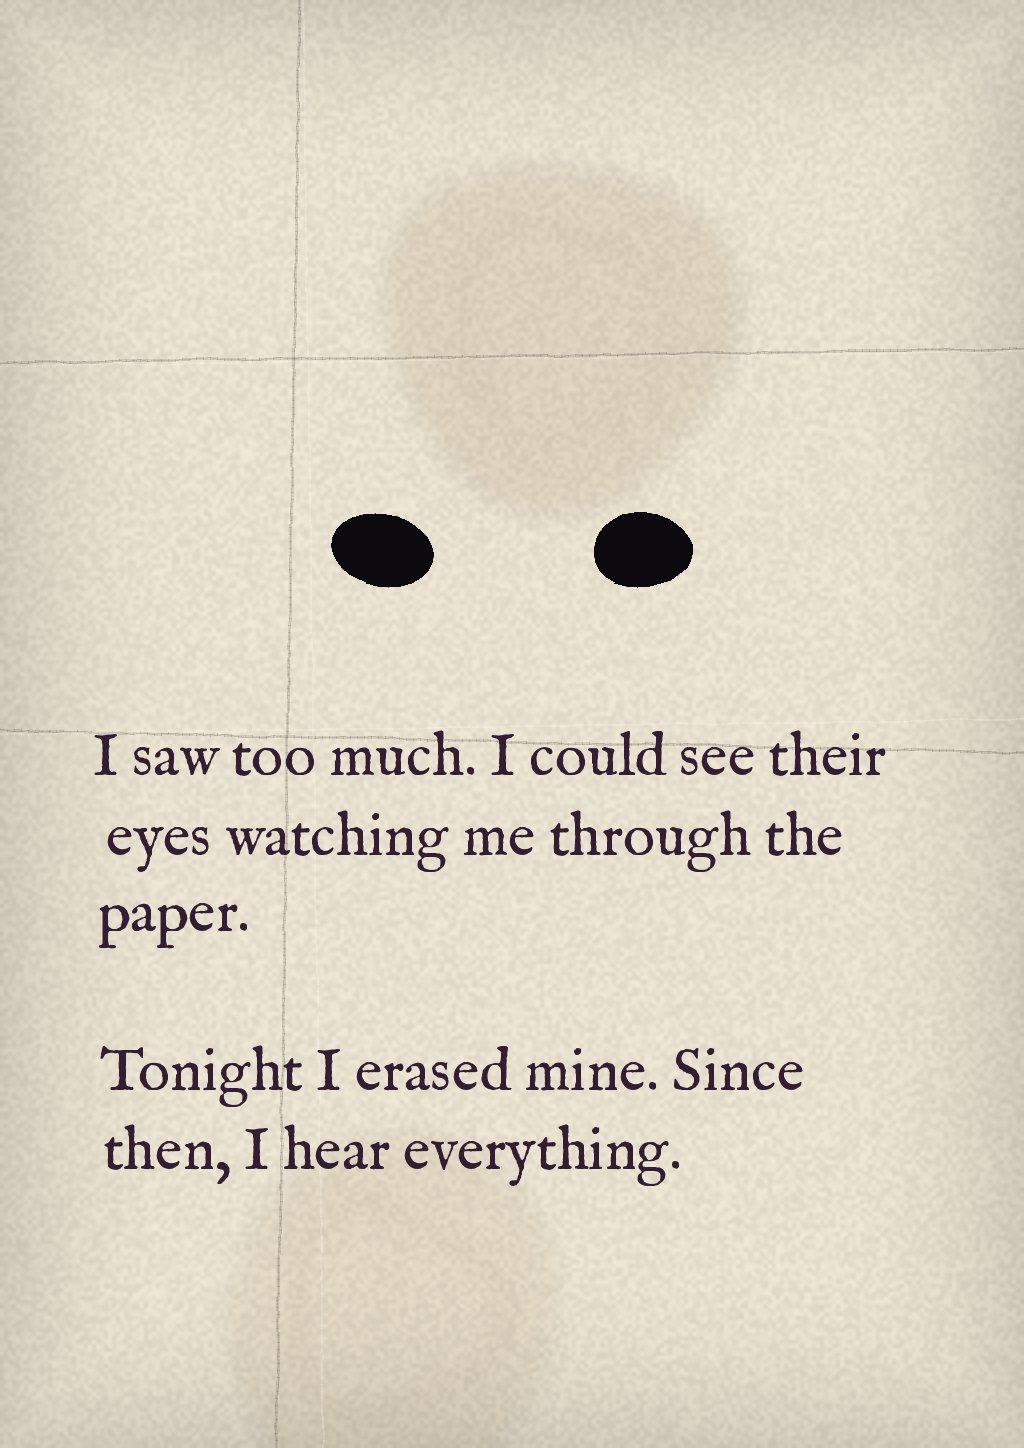 I saw too much. I could see their
eyes watching me through the
paper.
Tonight I erased mine. Since
then, I hear everything.